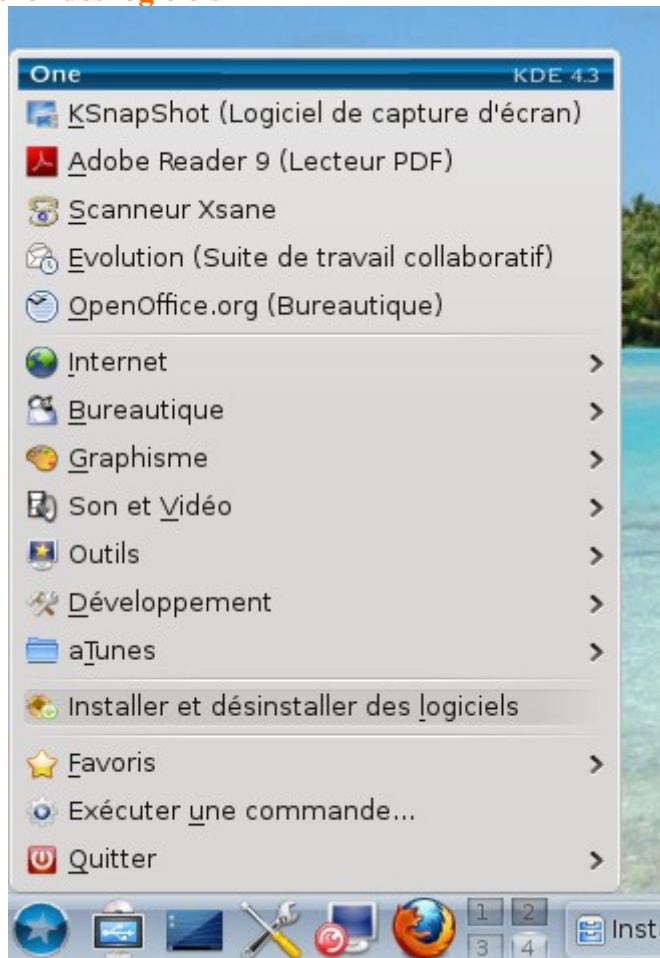 One KDE 4.3
KSnapShot (Logiciel de capture d'écran)
Adobe Reader 9 (Lecteur PDF)
Scanneur Xsane
Evolution (Suite de travail collaboratif)
OpenOffice.org (Bureautique)
Internet
Bureautique
Graphisme
Son et Vidéo
Outils
Développement
aTunes
Installer et désinstaller des logiciels
Favoris
Exécuter une commande...
Quitter
1 2
3 4